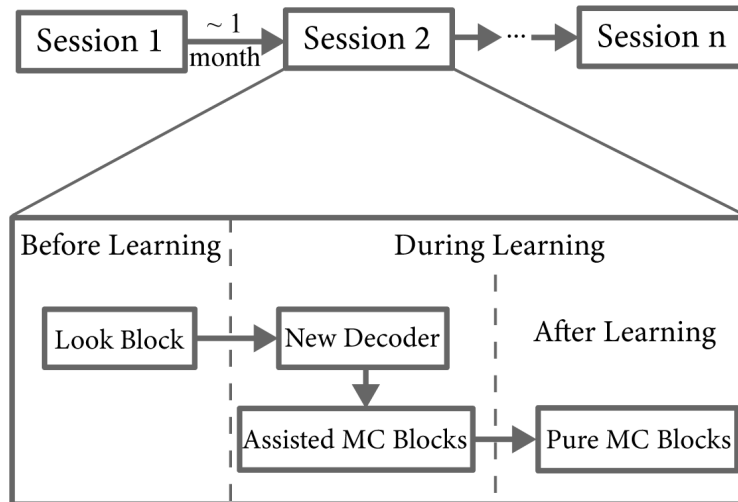 Session 1
~ 1
month
Session 2
...
Session n
Before Learning
During Learning
Look Block
New Decoder
After Learning
Assisted MC Blocks
Pure MC Blocks